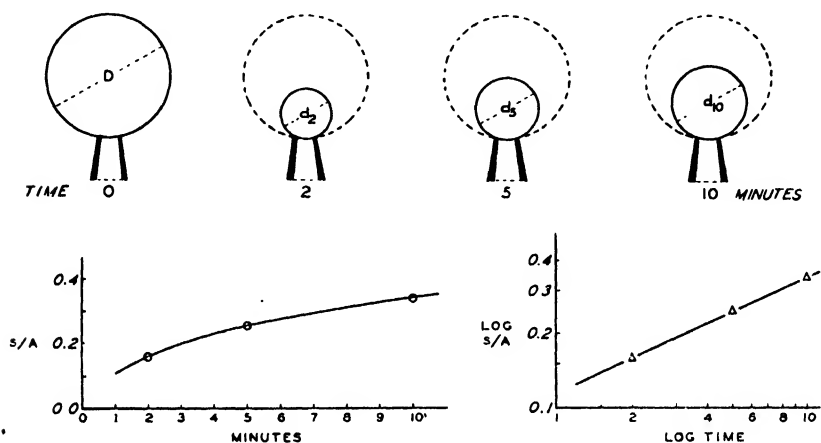 D d₂ d₅ d₁₀
TIME 0 2 5 10 MINUTES
0.4
0.2
0 0
S/A
0 1 2 3 4 5 6 7 8 9 10
MINUTES
0.4
0.3
0.2
0.1
LOG
S/A
1 2 4 6 8 10
LOG TIME